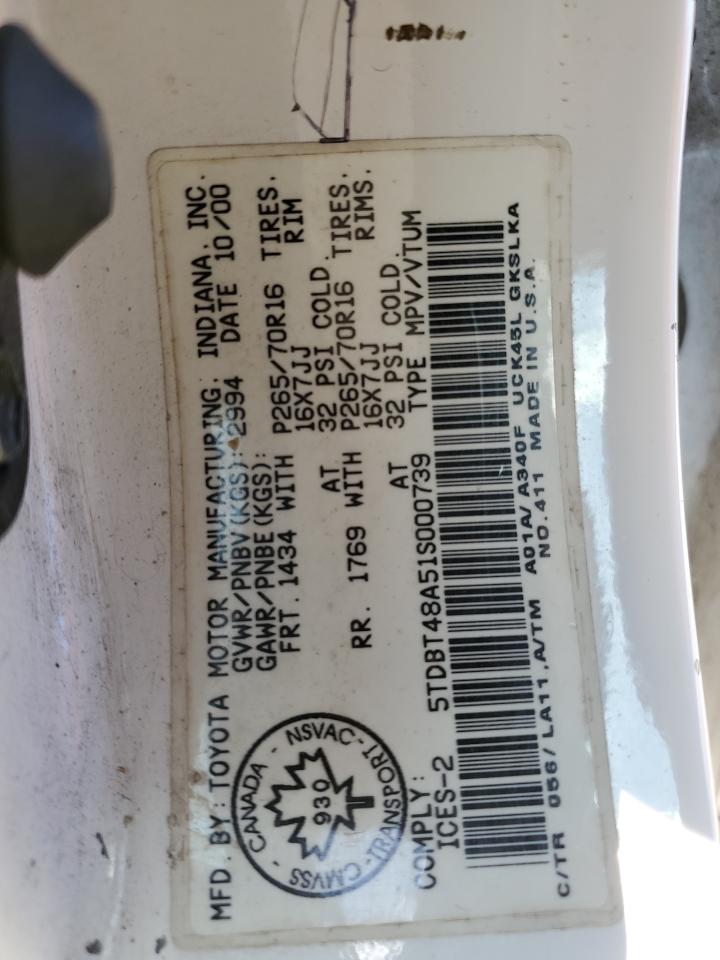 MFD. BY: TOYOTA MOTOR MANUFACTURING, INDIANA, INC.
GVWR/PNBV(KGS): 2994 DATE 10/00
GAWR/PNBE(KGS):
FRT. 1434 WITH P265/70R16 TIRES.
16X7JJ RIM
AT 32 PSI COLD.
RR. 1769 WITH P265/70R16 TIRES.
16X7JJ RIMS.
AT 32 PSI COLD
CANADA - NSVAC - TRANSPORT - CMVSS -
930
COMPLY: TYPE MPV/VTUM
ICES-2 5TDBT48A51S000739
C/TR 056/LA11,A/TM A01A/A340F UCK45L GKSLKA
NO.411 MADE IN U.S.A